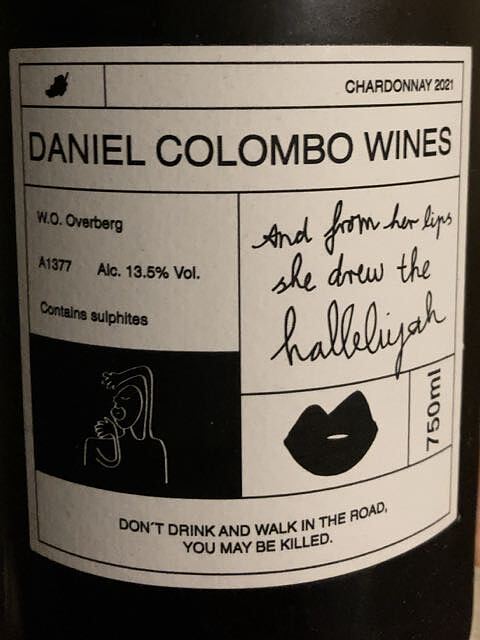 CHARDONNAY 2021
DANIEL COLOMBO WINES
W.O. Overberg
A1377 Alc. 13.5% Vol.
Contains sulphites
And from her lips
she drew the
hallelujah
750ml
DON´T DRINK AND WALK IN THE ROAD,
YOU MAY BE KILLED.